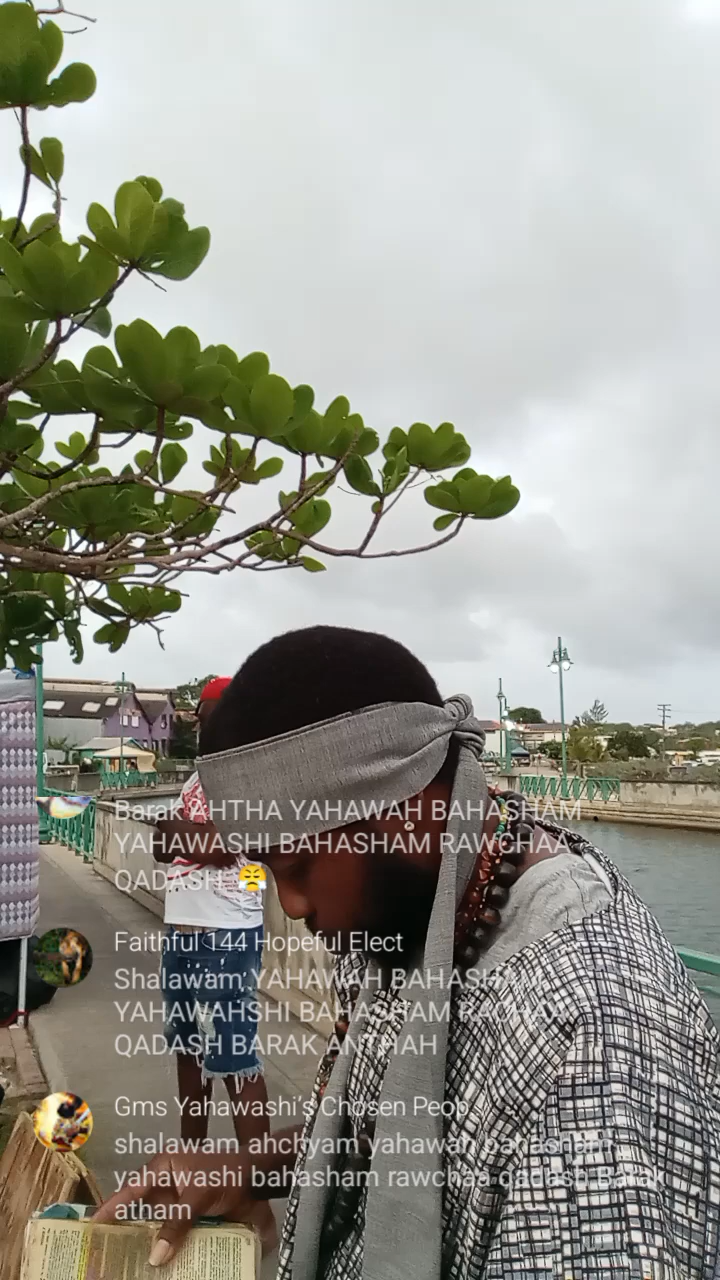 Barak AHTHA YAHAWAH BAHASHAM
YAHAWASHI BAHASHAM RAWCHAA
QADASH 😤
Faithful 144 Hopeful Elect
Shalawam YAHAWAH BAHASHAM
YAHAWAHSHI BAHASHAM RACHAA
QADASH BARAK ANTHAH
Gms Yahawashi's Chosen Peop
shalawam ahchyam yahawah bahasham
yahawashi bahasham rawchaa qadash Barak
atham